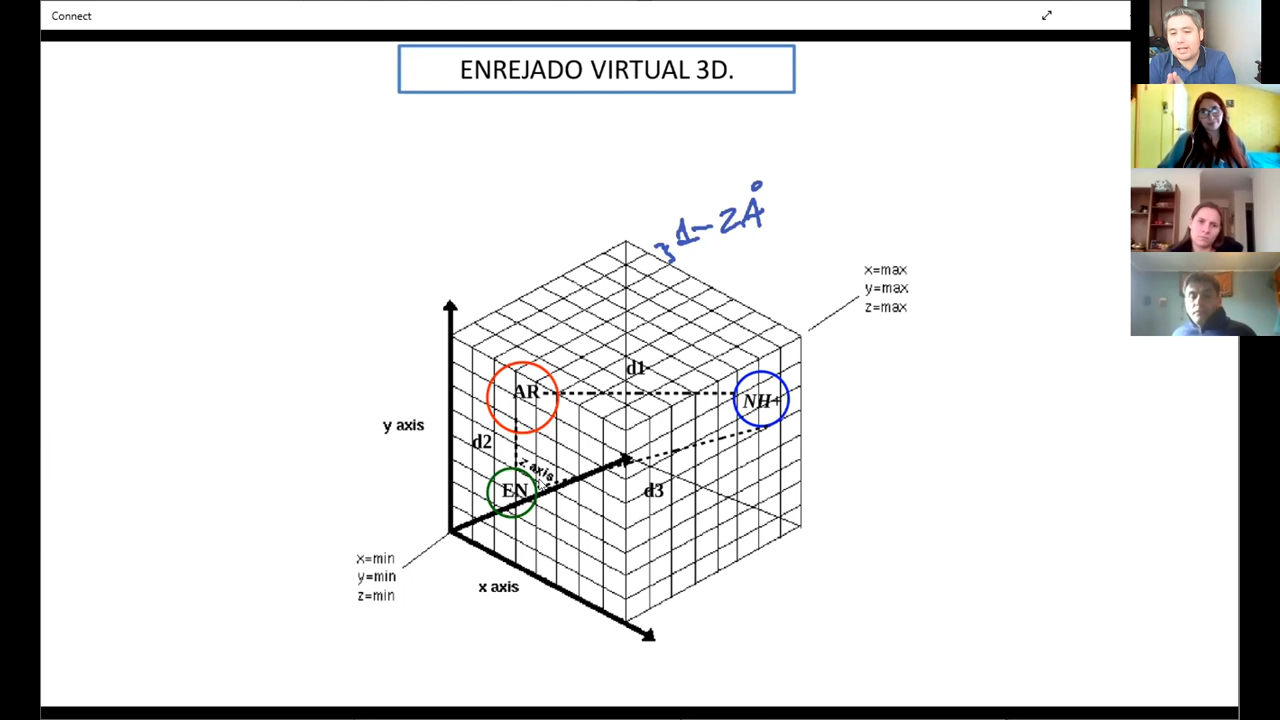 Connect
ENREJADO VIRTUAL 3D.
1-2Å
x=max
y=max
z=max
d1-
AR
NH+
y axis
d2
z axis
EN
d3
x=min
y=min
z=min
x axis